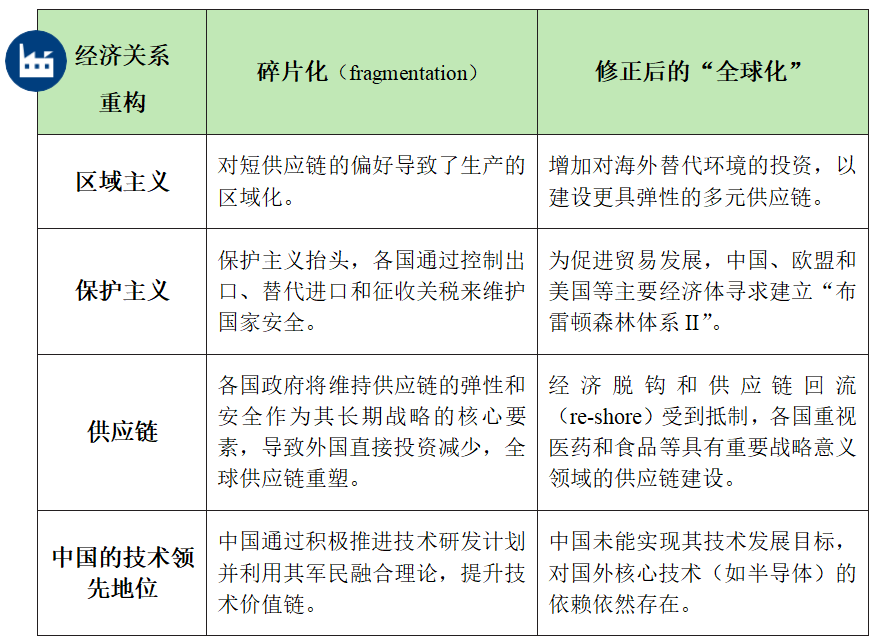 经济关系
重构
碎片化（fragmentation）
修正后的“全球化”
区域主义
对短供应链的偏好导致了生产的
区域化。
增加对海外替代环境的投资，以
建设更具弹性的多元供应链。
保护主义
保护主义抬头，各国通过控制出
口、替代进口和征收关税来维护
国家安全。
为促进贸易发展，中国、欧盟和
美国等主要经济体寻求建立“布
雷顿森林体系Ⅱ”。
供应链
各国政府将维持供应链的弹性和
安全作为其长期战略的核心要
素，导致外国直接投资减少，全
球供应链重塑。
经济脱钩和供应链回流
（re-shore）受到抵制，各国重视
医药和食品等具有重要战略意义
领域的供应链建设。
中国的技术领
先地位
中国通过积极推进技术研发计划
并利用其军民融合理论，提升技
术价值链。
中国未能实现其技术发展目标，
对国外核心技术（如半导体）的
依赖依然存在。